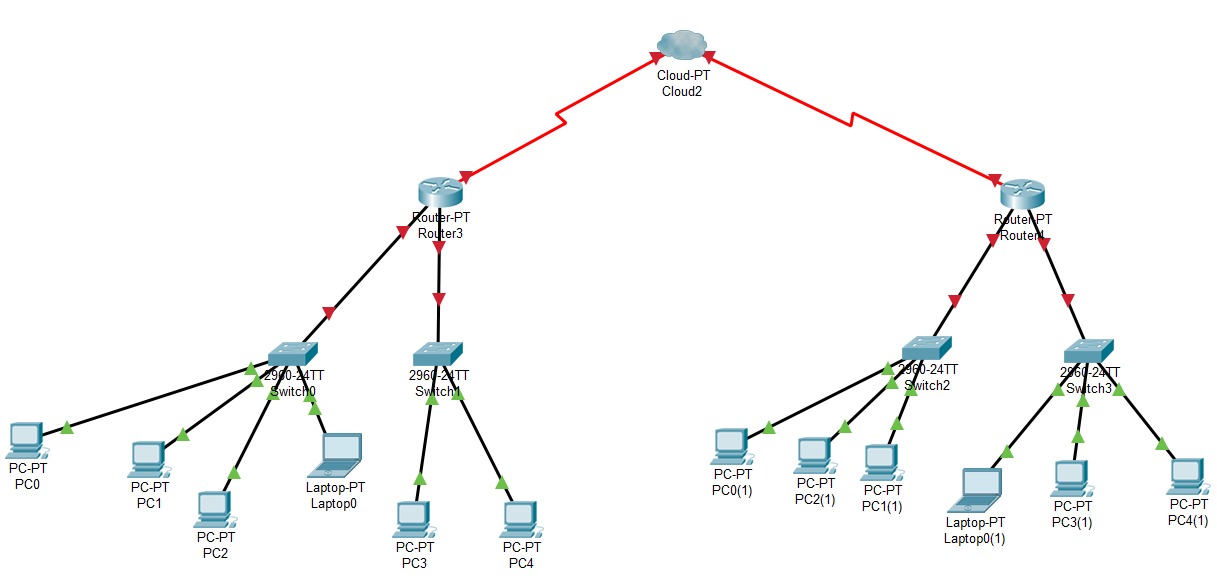 Cloud-PT
Cloud2
Router-PT
Router3
Router-PT
Router4
2960-24TT
Switch0
2960-24TT
Switch1
2960-24TT
Switch2
2960-24TT
Switch3
PC-PT
PC0
PC-PT
PC1
PC-PT
PC2
Laptop-PT
Laptop0
PC-PT
PC3
PC-PT
PC4
PC-PT
PC0(1)
PC-PT
PC2(1)
PC-PT
PC1(1)
Laptop-PT
Laptop0(1)
PC-PT
PC3(1)
PC-PT
PC4(1)